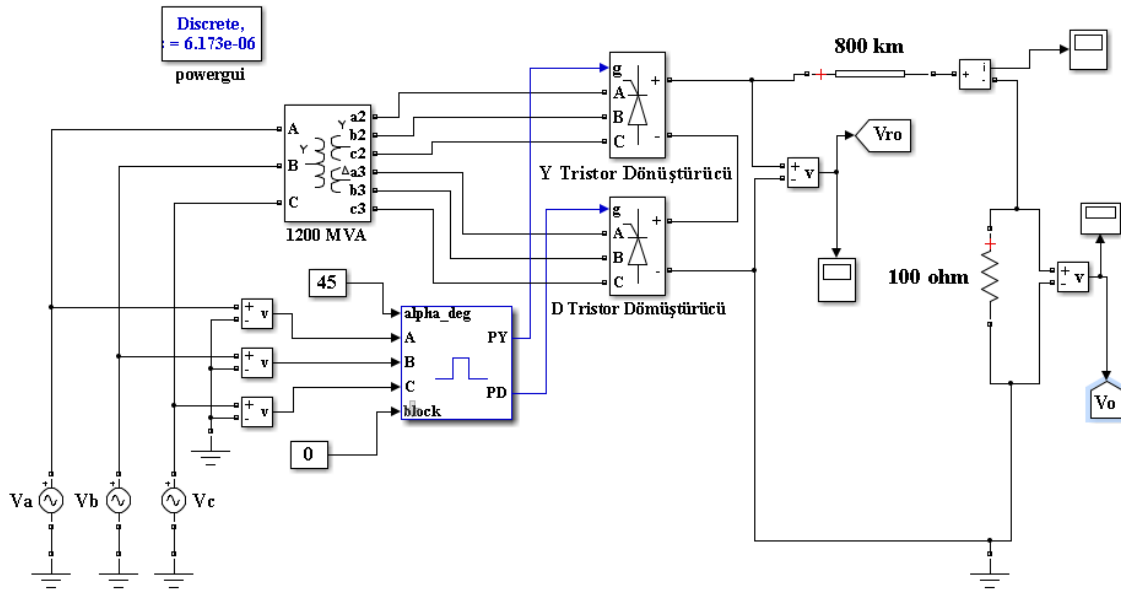 Discrete,
: = 6.173e-06
powergui
800 km
i
+
-
A
B
C
Y
Y
Δ
a2
b2
c2
a3
b3
c3
1200 MVA
g
A
B
C
+
-
Y Tristor Dönüştürücü
g
A
B
C
+
-
D Tristor Dömüştürücü
+
-
v
Vro
100 ohm
+
-
v
Vo
45
0
alpha_deg
A
B
C
block
PY
PD
+
-
v
+
-
v
+
-
v
Va
Vb
Vc